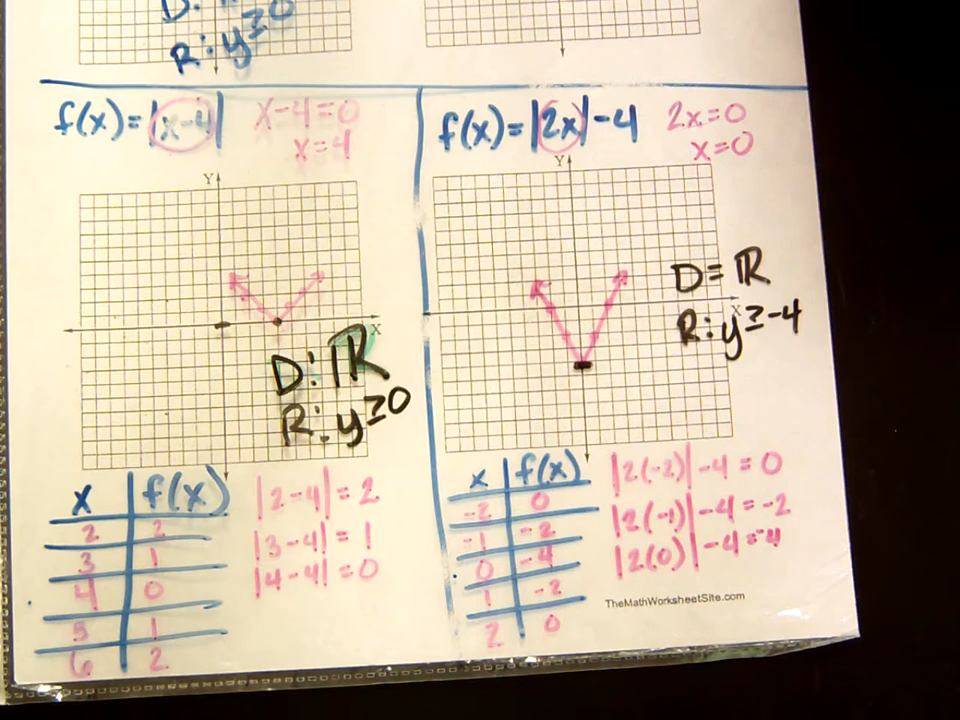 D:
R: y≥0
f(x)=|x-4|
x-4=0
x=4
Y
X
D: ℝ
R: y≥0
x f(x)
2 2
3 1
4 0
5 1
6 2
|2-4|=2
|3-4|=1
|4-4|=0
f(x)=|2x|-4
2x=0
x=0
Y
X
D=ℝ
R: y≥-4
x f(x)
-2 0
-1 -2
0 -4
1 -2
2 0
|2(-2)|-4=0
|2(-1)|-4=-2
|2(0)|-4=-4
TheMathWorksheetSite.com